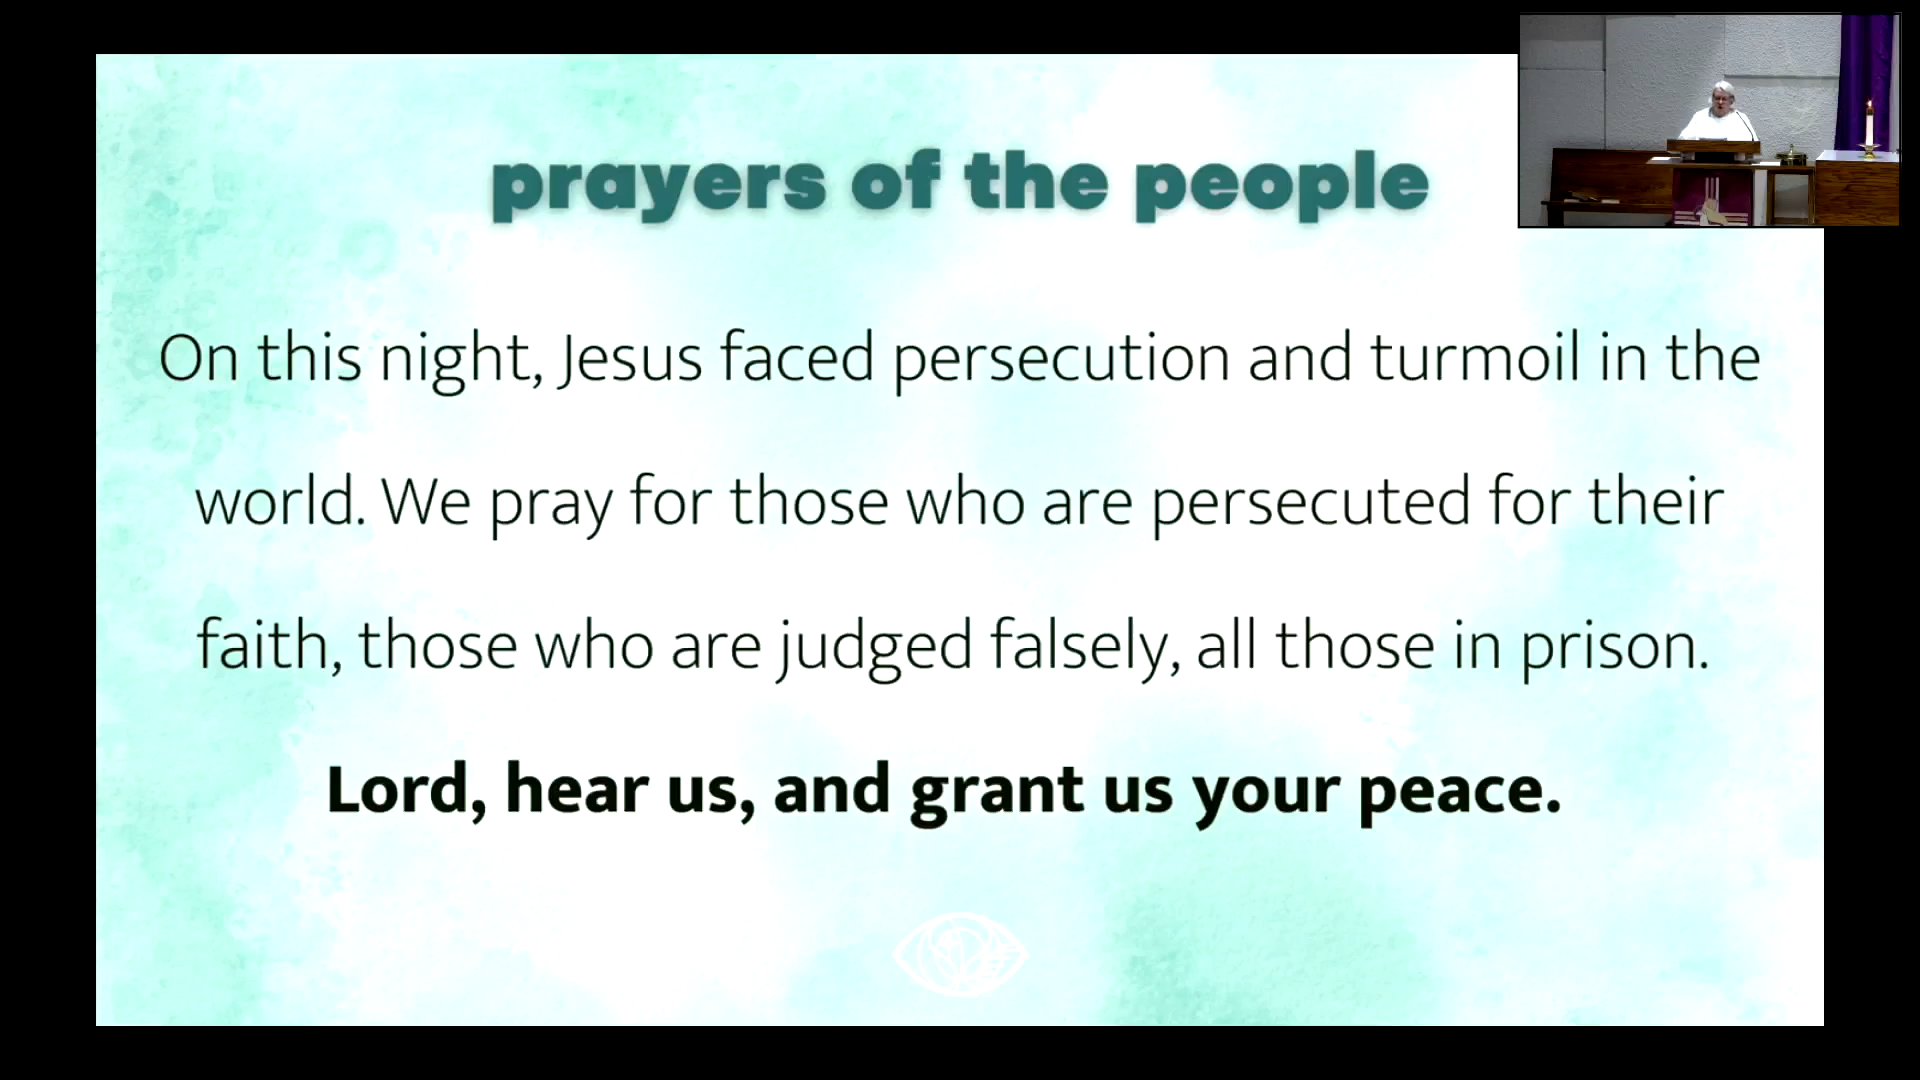 prayers of the people
On this night, Jesus faced persecution and turmoil in the
world. We pray for those who are persecuted for their
faith, those who are judged falsely, all those in prison.
Lord, hear us, and grant us your peace.